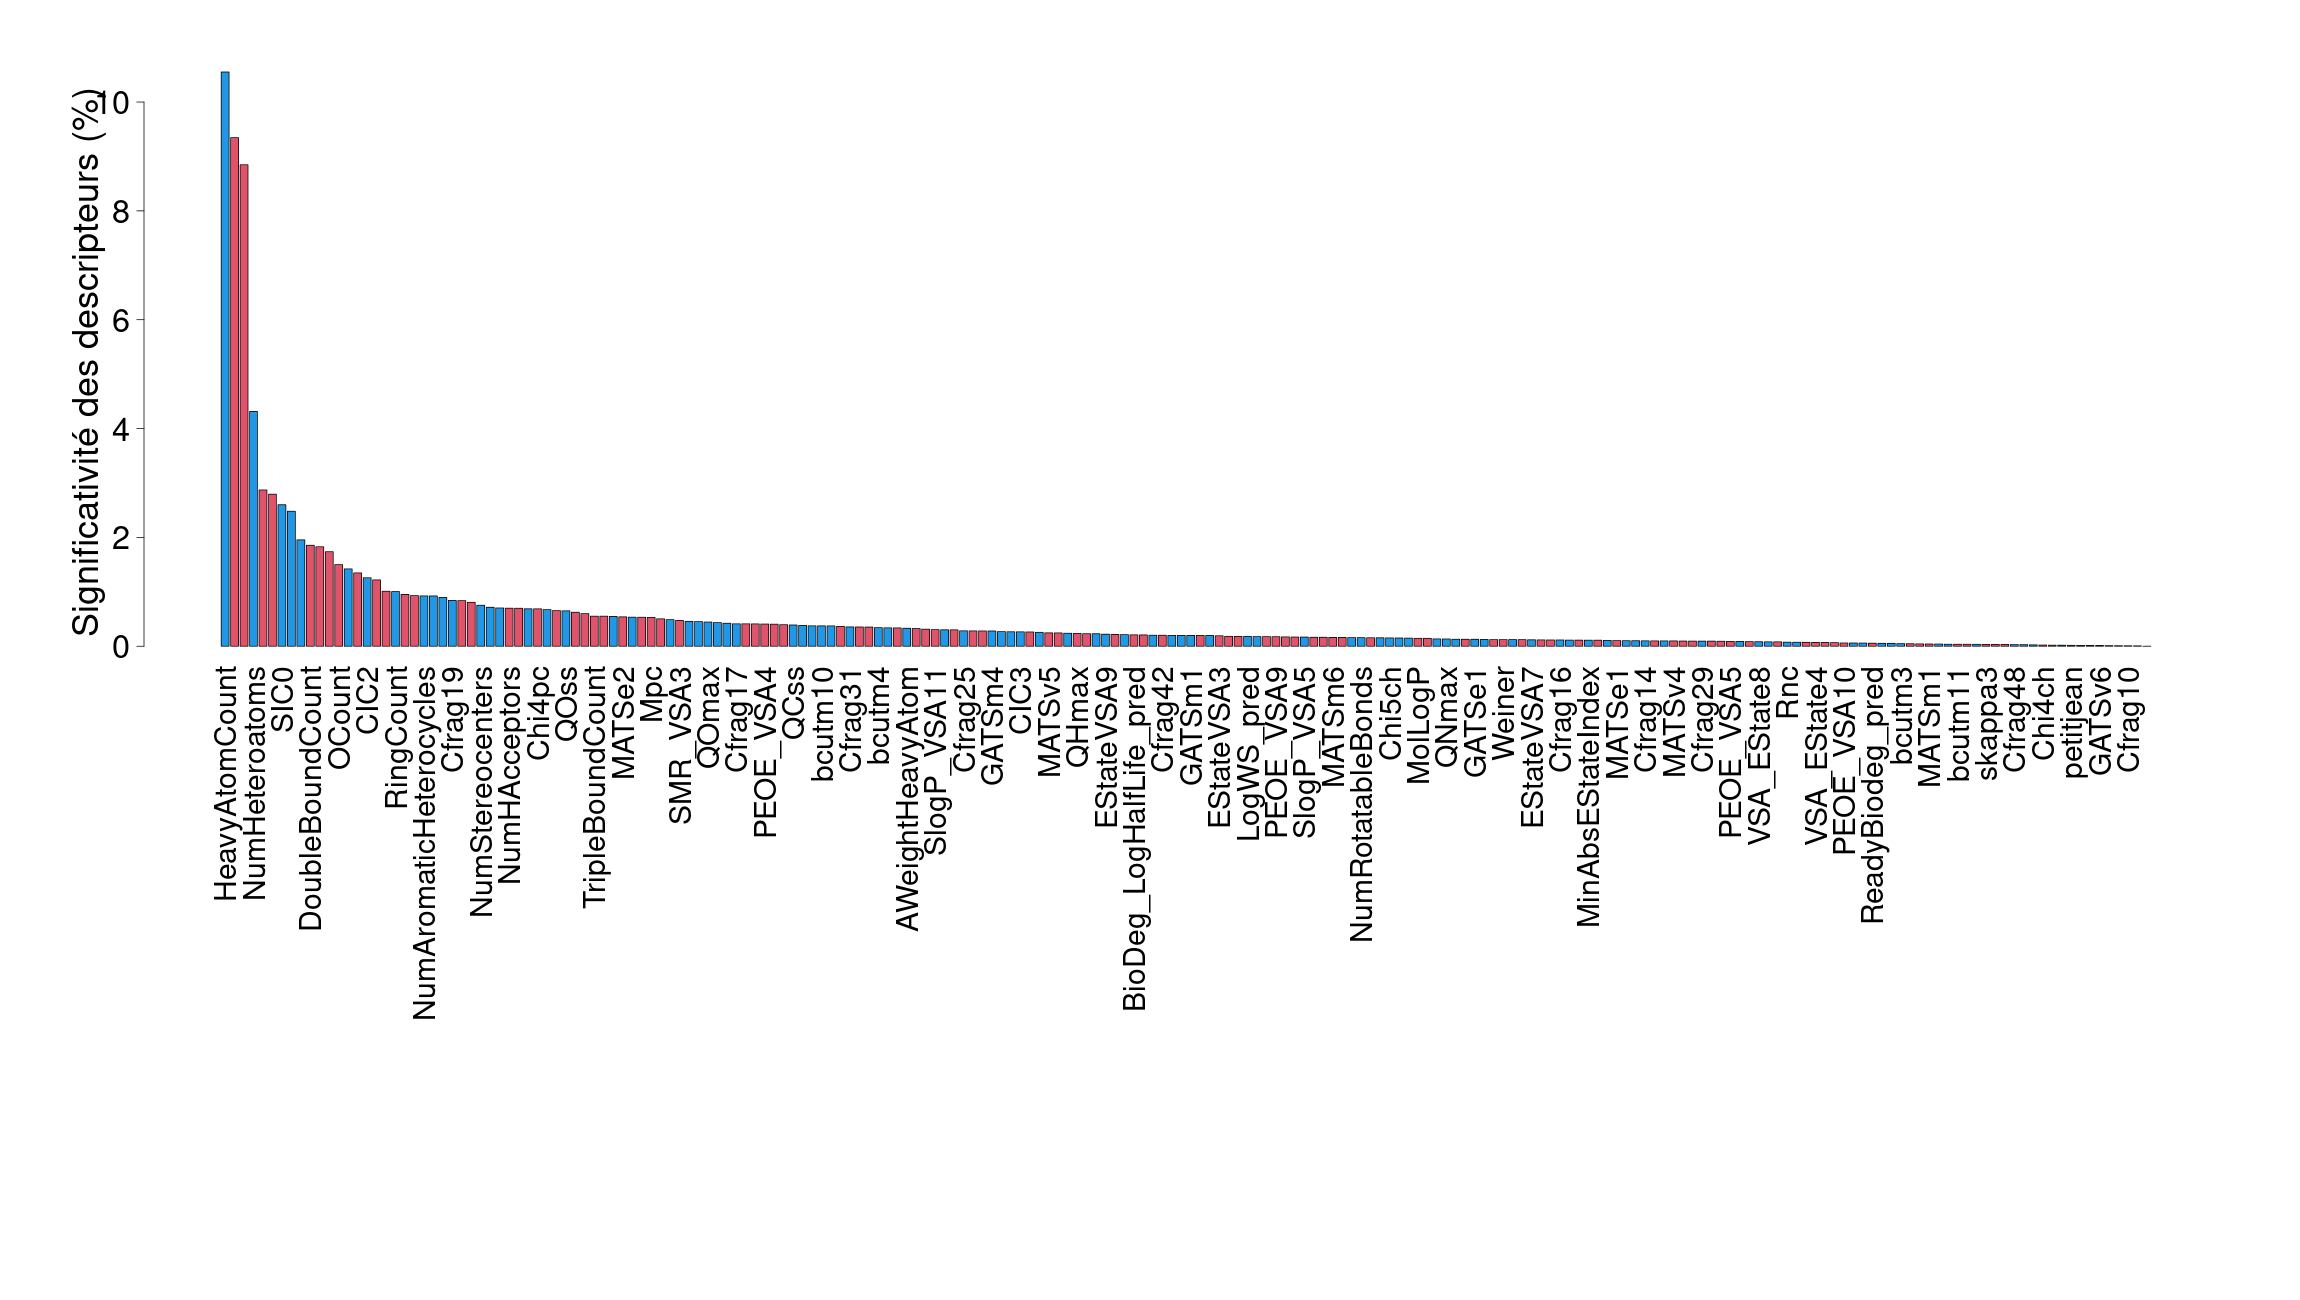 Significativité des descripteurs (%)
10
8
6
4
2
0
HeavyAtomCount
NumHeteroatoms
SIC0
DoubleBoundCount
OCount
CIC2
RingCount
NumAromaticHeterocycles
Cfrag19
NumStereocenters
NumHAcceptors
Chi4pc
QOss
TripleBoundCount
MATSe2
Mpc
SMR_VSA3
QOmax
Cfrag17
PEOE_VSA4
QCss
bcutm10
Cfrag31
bcutm4
AWeightHeavyAtom
SlogP_VSA11
Cfrag25
GATSm4
CIC3
MATSv5
QHmax
EStateVSA9
BioDeg_LogHalfLife_pred
Cfrag42
GATSm1
EStateVSA3
LogWS_pred
PEOE_VSA9
SlogP_VSA5
MATSm6
NumRotatableBonds
Chi5ch
MolLogP
QNmax
GATSe1
Weiner
EStateVSA7
Cfrag16
MinAbsEStateIndex
MATSe1
Cfrag14
MATSv4
Cfrag29
PEOE_VSA5
VSA_EState8
Rnc
VSA_EState4
PEOE_VSA10
ReadyBiodeg_pred
bcutm3
MATSm1
bcutm11
skappa3
Cfrag48
Chi4ch
petitjean
GATSv6
Cfrag10